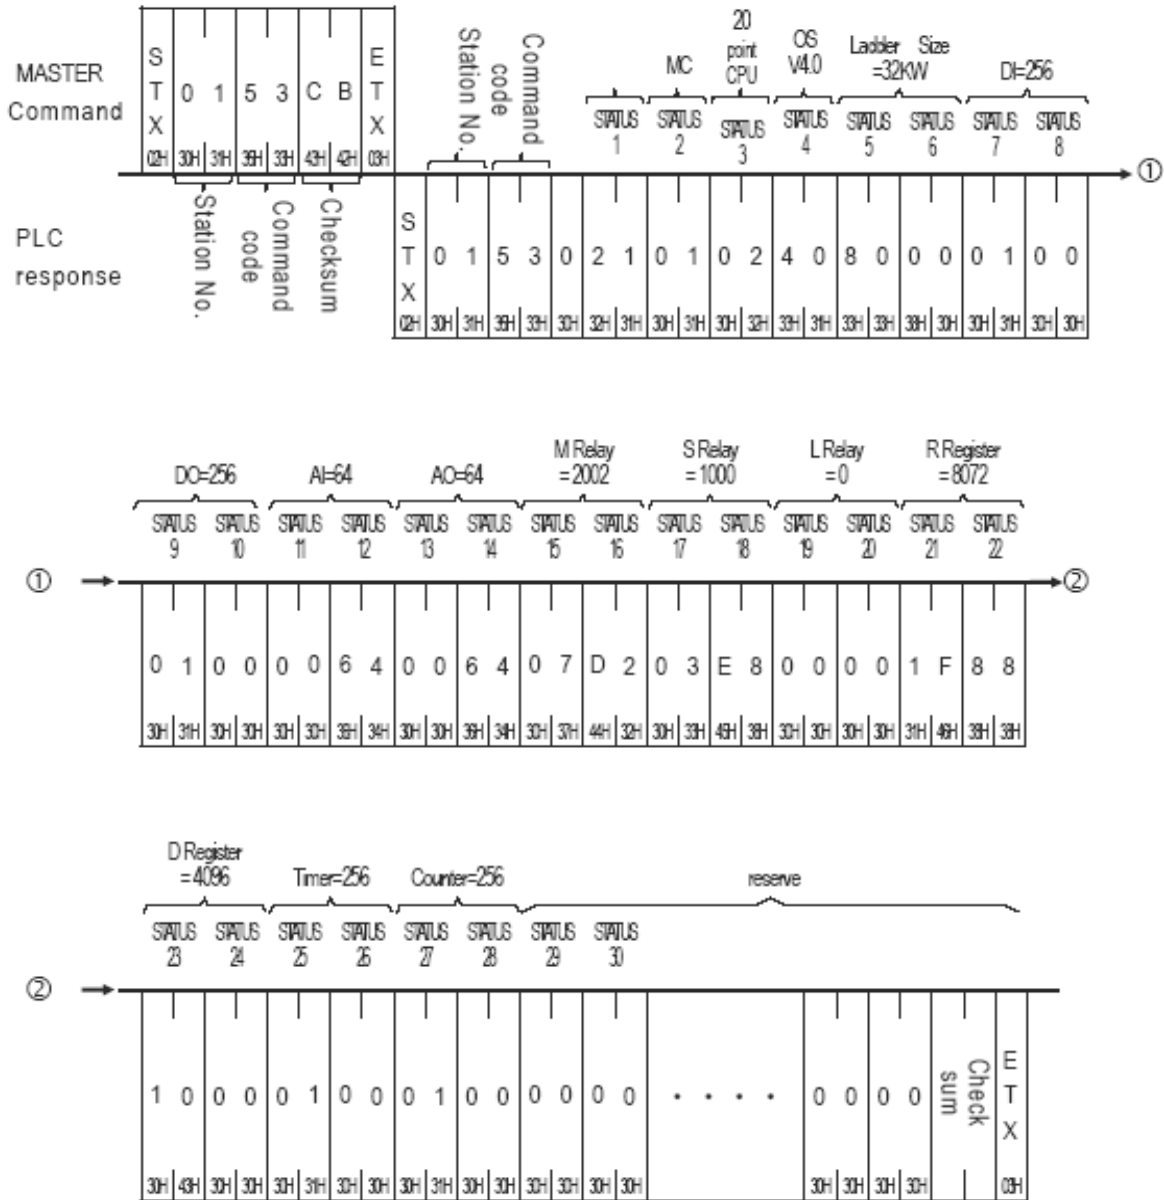 MASTER
Command
S
T
X
0 1 5 3 C B
E
T
X
02H 30H 31H 35H 33H 43H 42H 03H
Station No.
Command
code
Checksum
Station No.
Command
code
MC
20
point
CPU
OS
V4.0
Ladder Size
=32KW
DI=256
STATUS
1
STATUS
2
STATUS
3
STATUS
4
STATUS
5
STATUS
6
STATUS
7
STATUS
8
①
PLC
response
S
T
X
0 1 5 3 0 2 1 0 1 0 2 4 0 8 0 0 0 0 1 0 0
02H 30H 31H 35H 33H 30H 32H 31H 30H 31H 30H 32H 33H 31H 33H 33H 38H 30H 30H 31H 30H 30H
DO=256
AI=64
AO=64
M Relay
=2002
S Relay
=1000
L Relay
=0
R Register
=8072
STATUS
9
STATUS
10
STATUS
11
STATUS
12
STATUS
13
STATUS
14
STATUS
15
STATUS
16
STATUS
17
STATUS
18
STATUS
19
STATUS
20
STATUS
21
STATUS
22
①
②
0 1 0 0 0 0 6 4 0 0 6 4 0 7 D 2 0 3 E 8 0 0 0 0 1 F 8 8
30H 31H 30H 30H 30H 30H 36H 34H 30H 30H 36H 34H 30H 37H 44H 32H 30H 33H 45H 38H 30H 30H 30H 30H 31H 46H 38H 38H
D Register
=4096
Timer=256
Counter=256
reserve
STATUS
23
STATUS
24
STATUS
25
STATUS
26
STATUS
27
STATUS
28
STATUS
29
STATUS
30
②
1 0 0 0 0 1 0 0 0 1 0 0 0 0 0 0 · · · · 0 0 0 0
Check
sum
E
T
X
30H 43H 30H 30H 30H 31H 30H 30H 30H 31H 30H 30H 30H 30H 30H 30H 30H 30H 30H 30H 03H